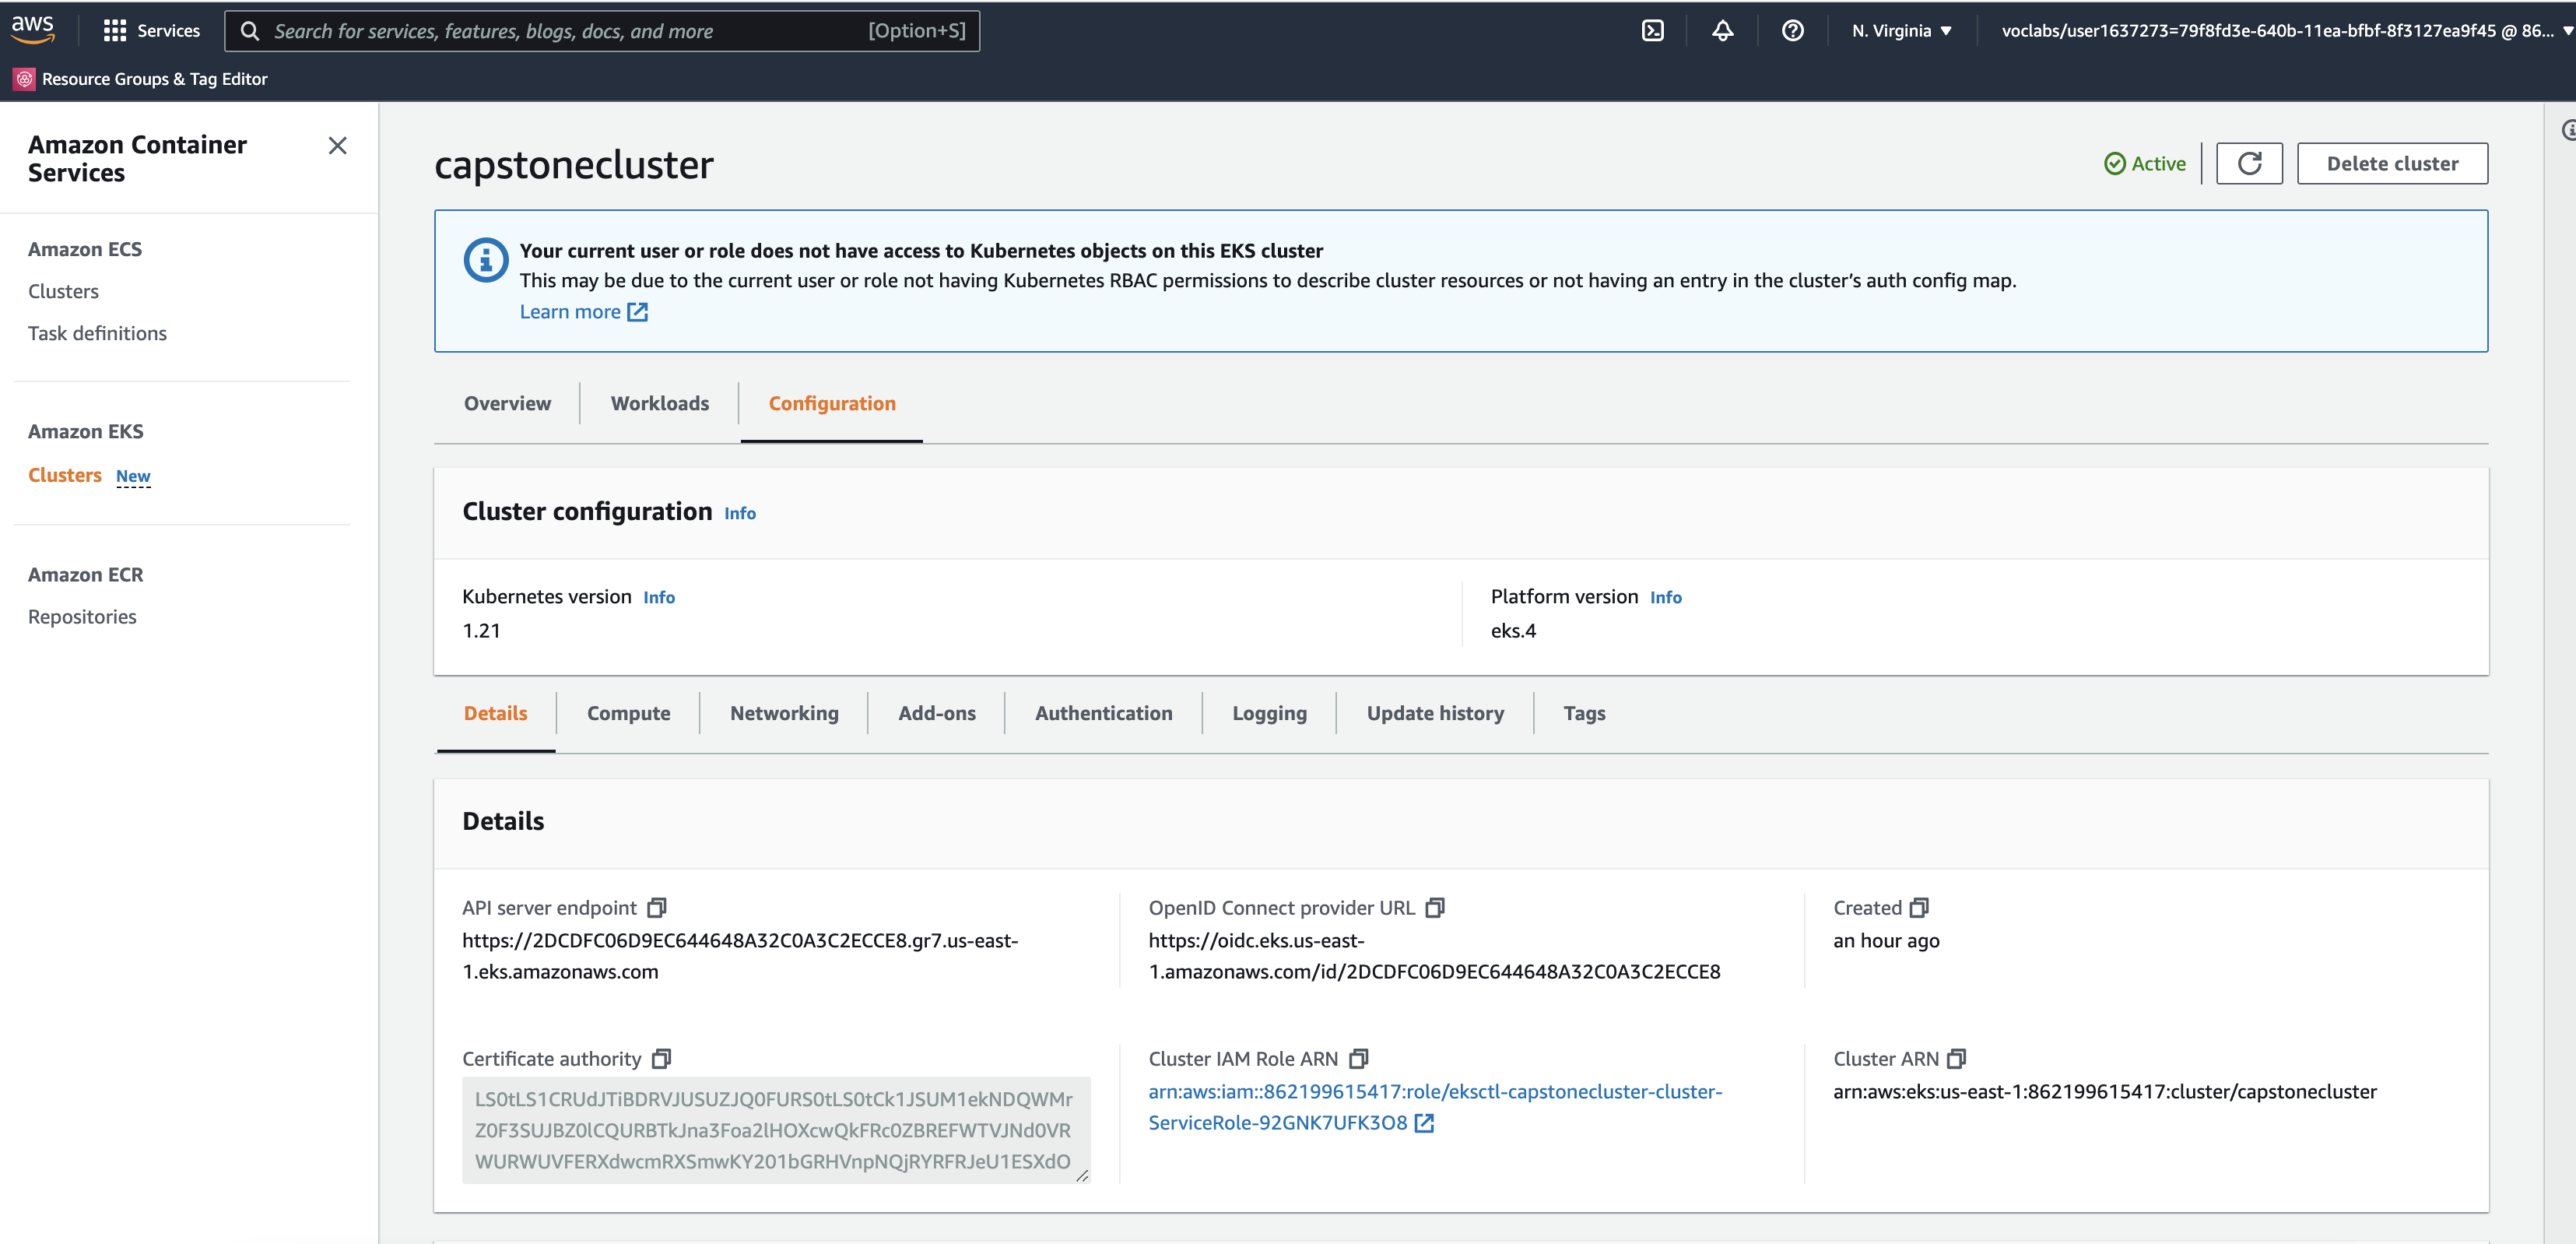 aws
Services
Search for services, features, blogs, docs, and more
[Option+S]
N. Virginia ▼
voclabs/user1637273=79f8fd3e-640b-11ea-bfbf-8f3127ea9f45 @ 86... ▼
Resource Groups & Tag Editor
Amazon Container
Services
Amazon ECS
Clusters
Task definitions
Amazon EKS
Clusters New
Amazon ECR
Repositories
capstonecluster
Active
Delete cluster
Your current user or role does not have access to Kubernetes objects on this EKS cluster
This may be due to the current user or role not having Kubernetes RBAC permissions to describe cluster resources or not having an entry in the cluster’s auth config map.
Learn more
Overview
Workloads
Configuration
Cluster configuration Info
Kubernetes version Info
1.21
Platform version Info
eks.4
Details
Compute
Networking
Add-ons
Authentication
Logging
Update history
Tags
Details
API server endpoint
https://2DCDFC06D9EC644648A32C0A3C2ECCE8.gr7.us-east-
1.eks.amazonaws.com
OpenID Connect provider URL
https://oidc.eks.us-east-
1.amazonaws.com/id/2DCDFC06D9EC644648A32C0A3C2ECCE8
Created
an hour ago
Certificate authority
LS0tLS1CRUdJTiBDRVJUSUZJQ0FURS0tLS0tCk1JSUM1ekNDQWMr
Z0F3SUJBZ0lCQURBTkJna3Foa2lHOXcwQkFRc0ZBREFWTVJNd0VR
WURWUVFERXdwcmRXSmwKY201bGRHVnpNQjRYRFRJeU1ESXdO
Cluster IAM Role ARN
arn:aws:iam::862199615417:role/eksctl-capstonecluster-cluster-
ServiceRole-92GNK7UFK3O8
Cluster ARN
arn:aws:eks:us-east-1:862199615417:cluster/capstonecluster